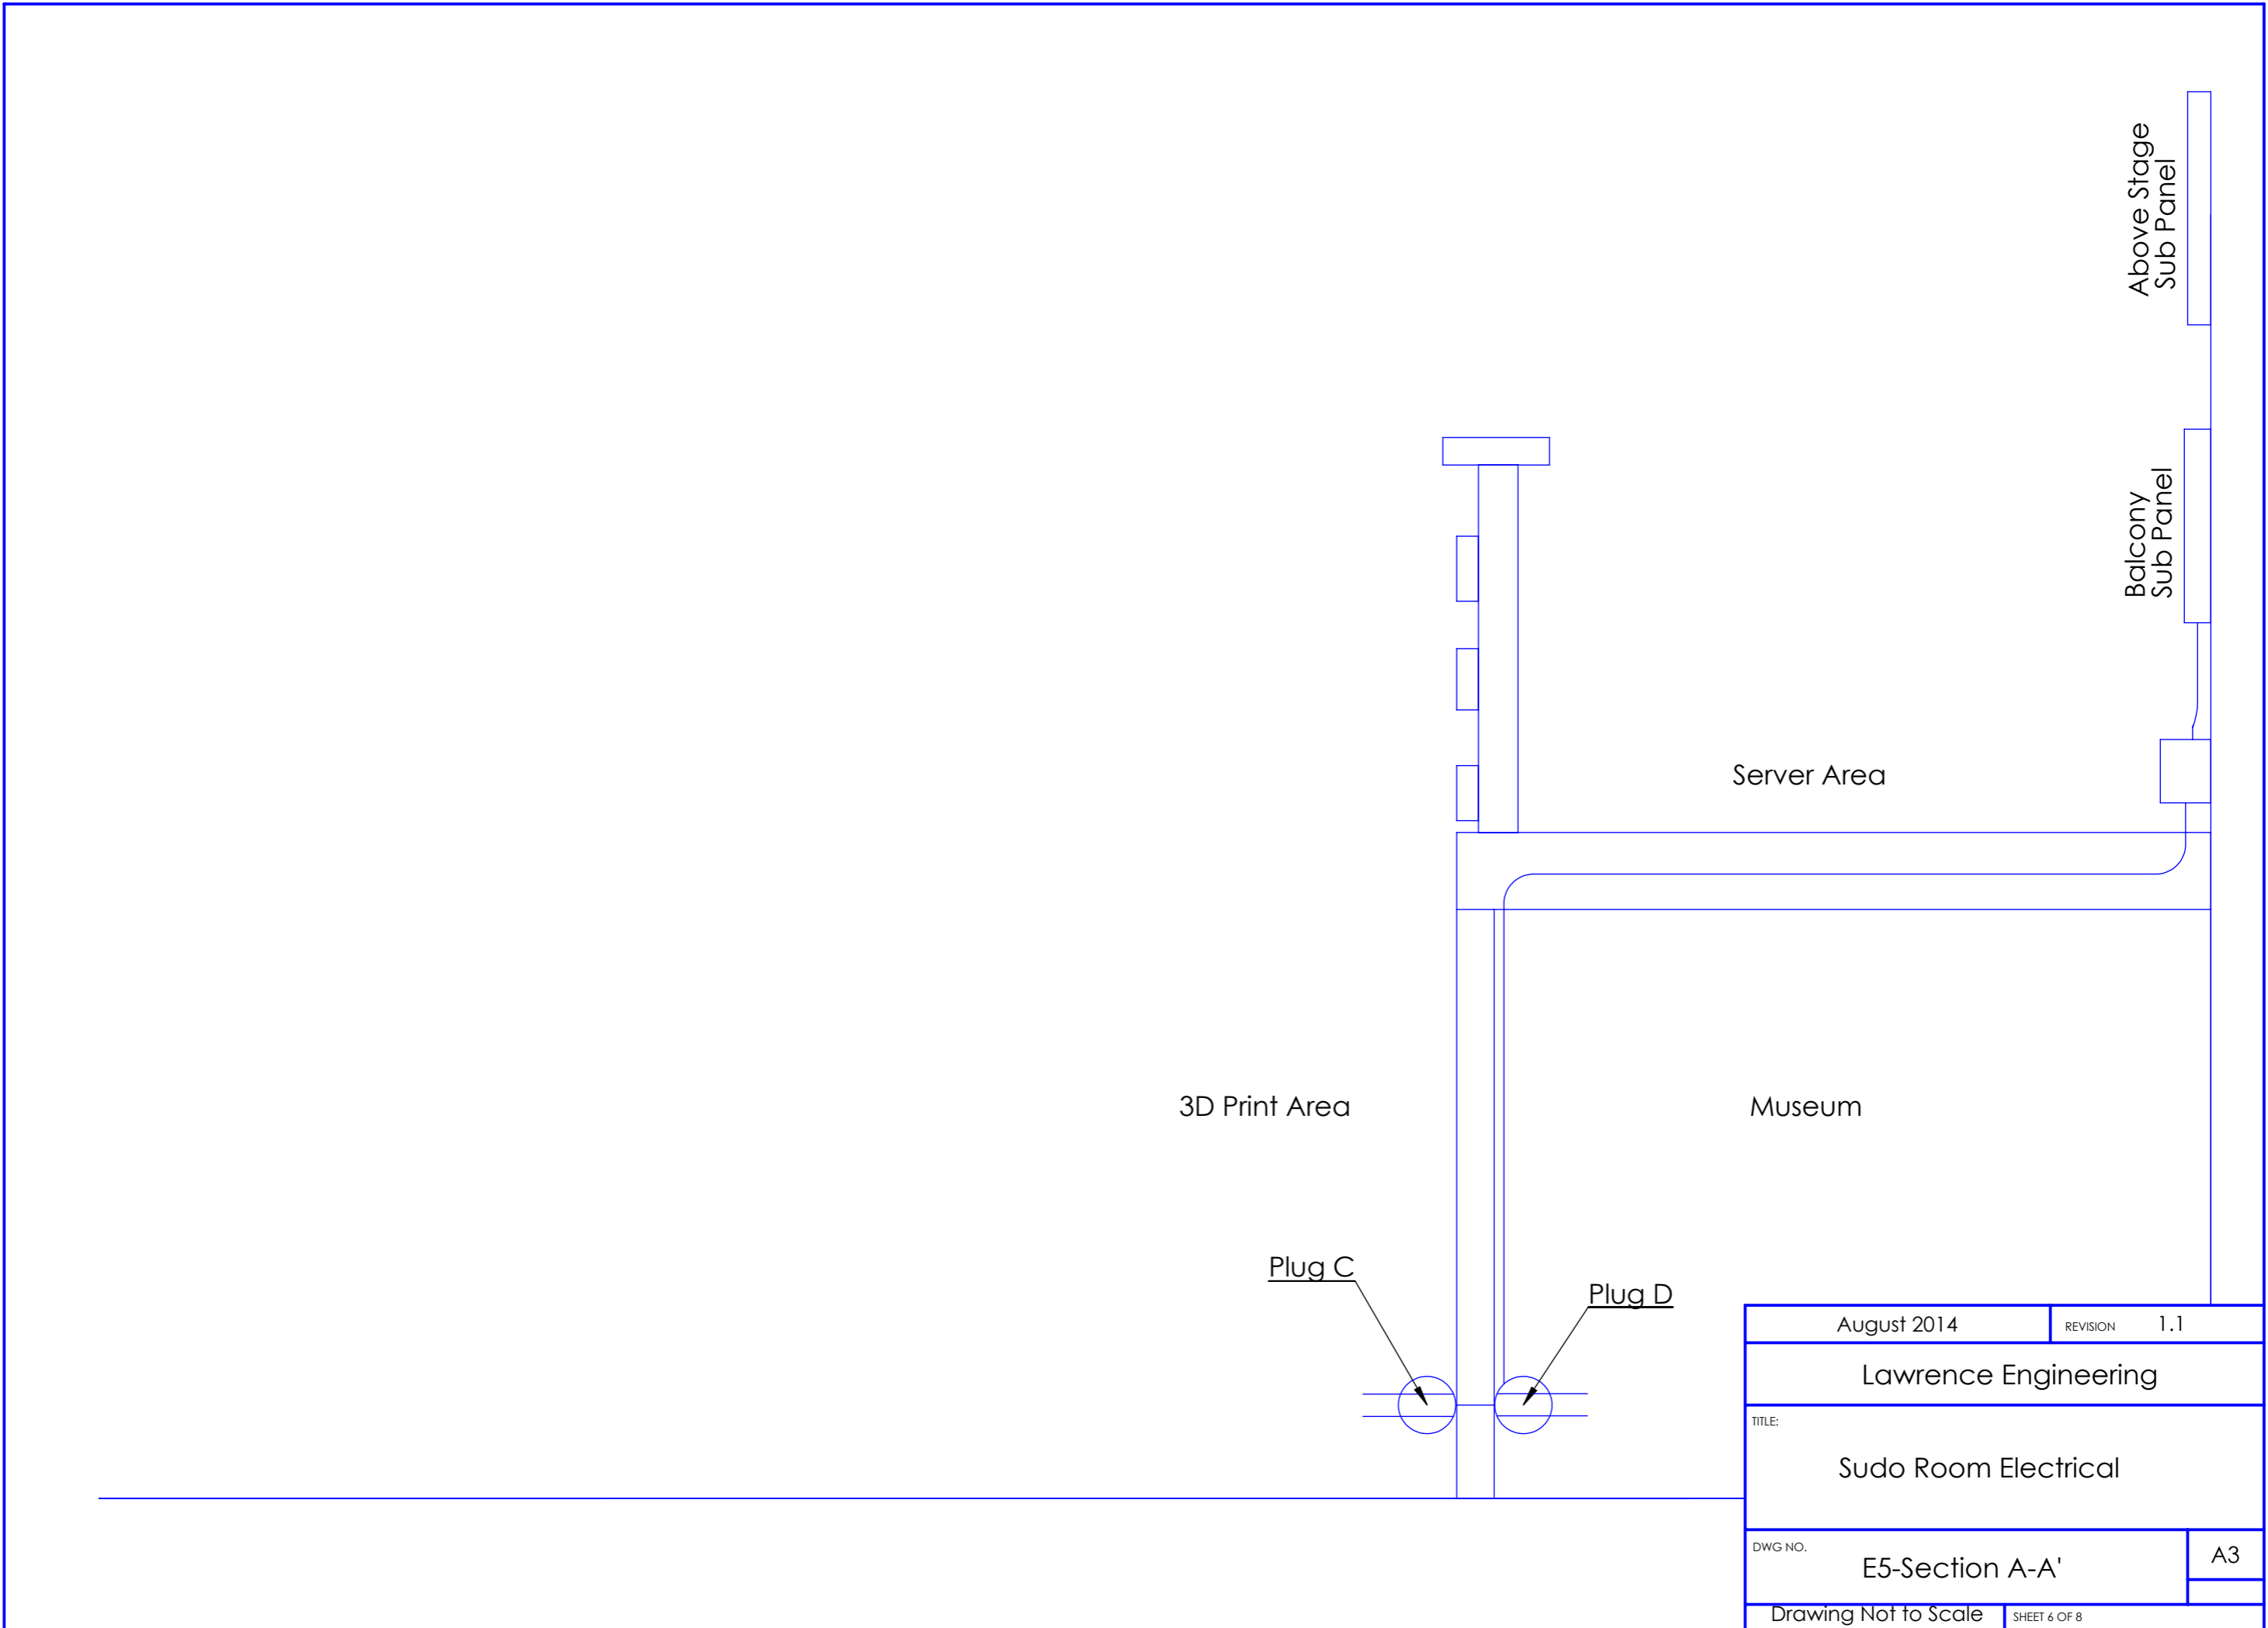 Above Stage
Sub Panel
Balcony
Sub Panel
Server Area
3D Print Area
Museum
Plug C
Plug D
August 2014
REVISION 1.1
Lawrence Engineering
TITLE:
Sudo Room Electrical
DWG NO.
E5-Section A-A'
A3
Drawing Not to Scale
SHEET 6 OF 8